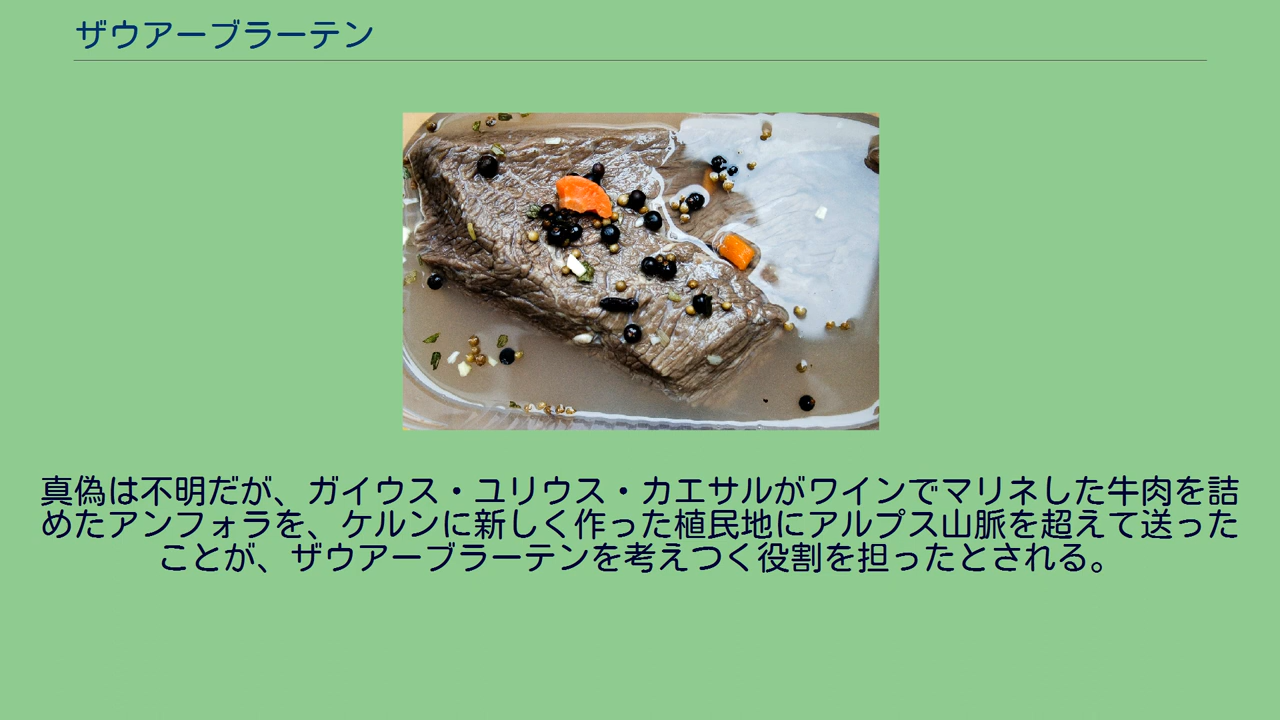 ザウアーブラーテン
真偽は不明だが、ガイウス・ユリウス・カエサルがワインでマリネした牛肉を詰
めたアンフォラを、ケルンに新しく作った植民地にアルプス山脈を超えて送った
ことが、ザウアーブラーテンを考えつく役割を担ったとされる。